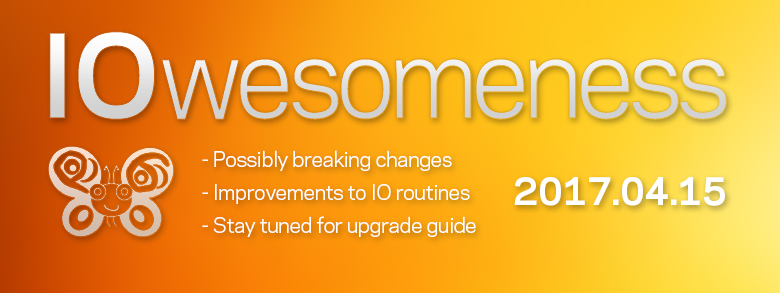 IOwesomeness
- Possibly breaking changes
- Improvements to IO routines
- Stay tuned for upgrade guide
2017.04.15